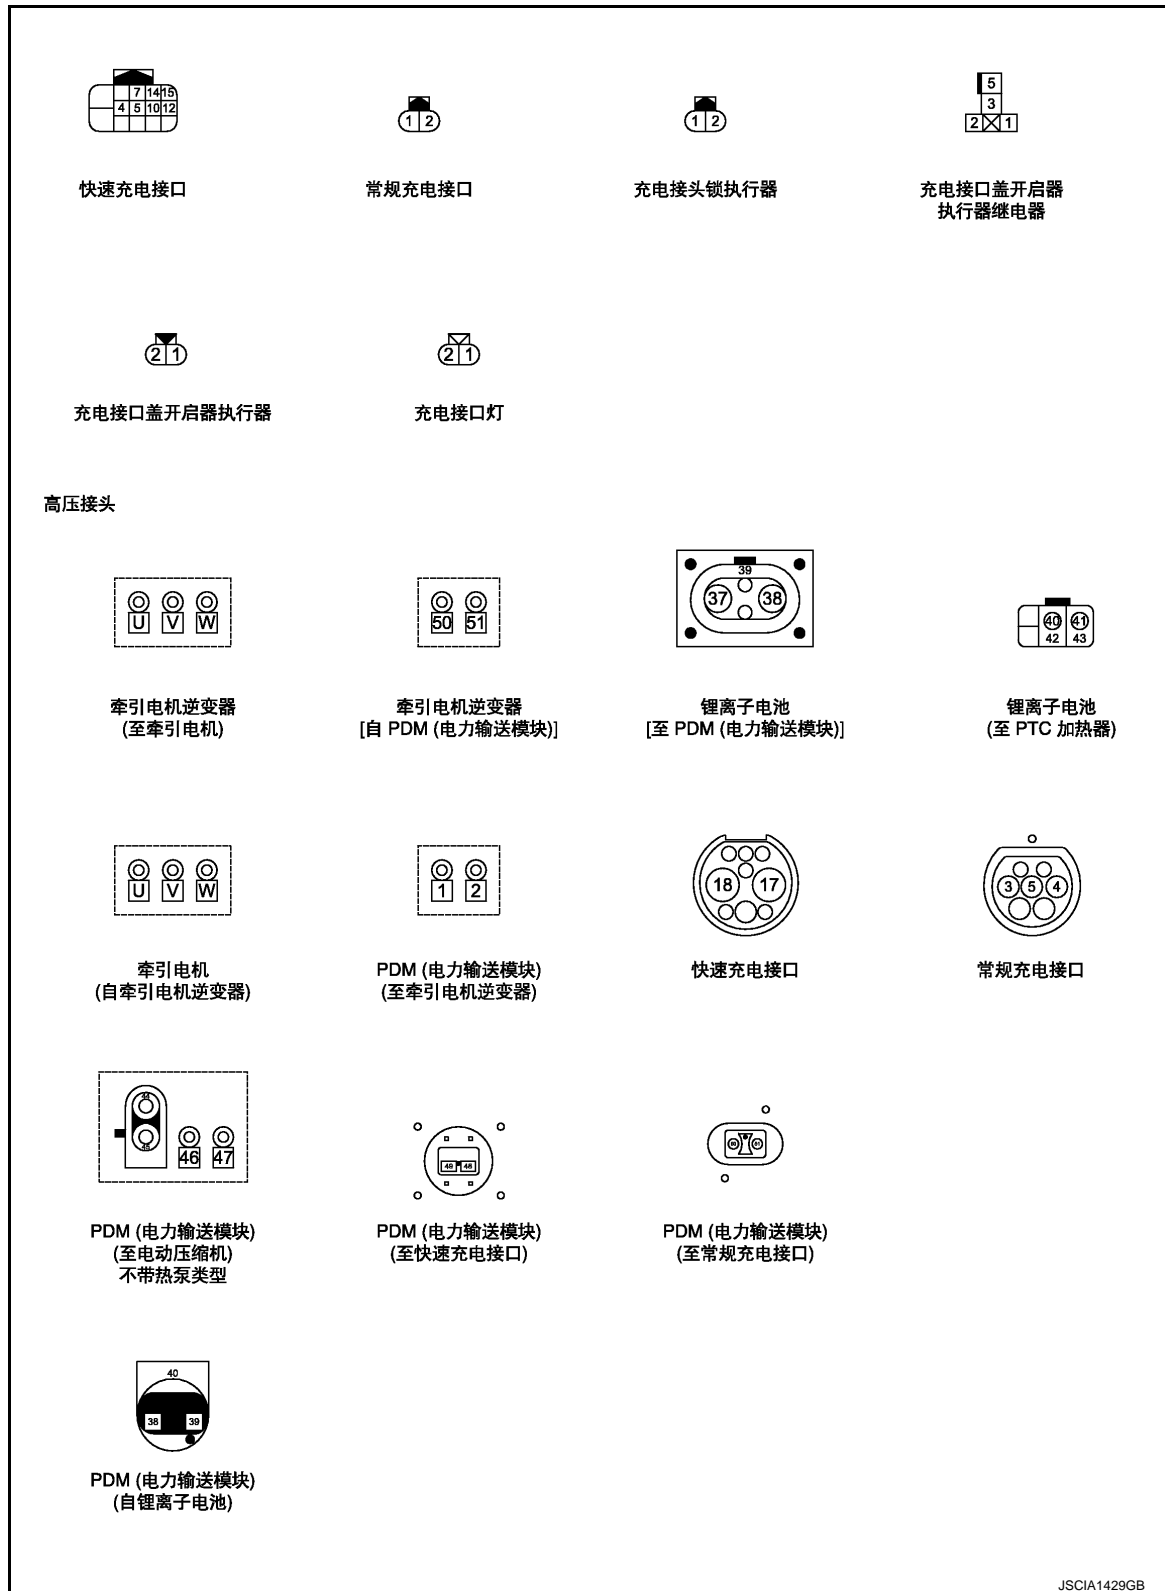 7 14 15
4 5 10 12
1 2
1 2
5
3
2 1
快速充电接口
常规充电接口
充电接头锁执行器
充电接口盖开启器
执行器继电器
2 1
2 1
充电接口盖开启器执行器
充电接口灯
高压接头
U V W
50 51
39
37 38
40 41
42 43
牵引电机逆变器
(至牵引电机)
牵引电机逆变器
[自 PDM (电力输送模块)]
锂离子电池
[至 PDM (电力输送模块)]
锂离子电池
(至 PTC 加热器)
U V W
1 2
18 17
3 5 4
牵引电机
(自牵引电机逆变器)
PDM (电力输送模块)
(至牵引电机逆变器)
快速充电接口
常规充电接口
44
45
46 47
49 48
PDM (电力输送模块)
(至电动压缩机)
不带热泵类型
PDM (电力输送模块)
(至快速充电接口)
PDM (电力输送模块)
(至常规充电接口)
40
38 39
PDM (电力输送模块)
(自锂离子电池)
JSCIA1429GB